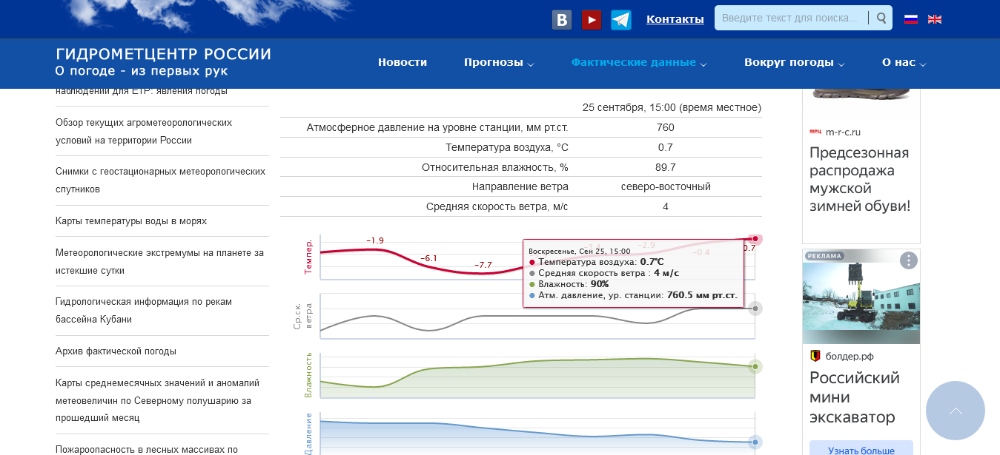 B
Контакты
Введите текст для поиска...
ГИДРОМЕТЦЕНТР РОССИИ
О погоде - из первых рук
Новости
Прогнозы
Фактические данные
Вокруг погоды
О нас
наблюдений для ЕТР: явления погоды
Обзор текущих агрометеорологических
условий на территории России
Снимки с геостационарных метеорологических
спутников
Карты температуры воды в морях
Метеорологические экстремумы на планете за
истекшие сутки
Гидрологическая информация по рекам
бассейна Кубани
Архив фактической погоды
Карты среднемесячных значений и аномалий
метеовеличин по Северному полушарию за
прошедший месяц
Пожароопасность в лесных массивах по
25 сентября, 15:00 (время местное)
Атмосферное давление на уровне станции, мм рт.ст. 760
Температура воздуха, °C 0.7
Относительная влажность, % 89.7
Направление ветра северо-восточный
Средняя скорость ветра, м/с 4
Темпер.
−1.9
−6.1
−7.7
−3.4
−2.9
−0.4
0.7
Воскресенье, Сен 25, 15:00
Температура воздуха: 0.7°C
Средняя скорость ветра : 4 м/с
Влажность: 90%
Атм. давление, ур. станции: 760.5 мм рт.ст.
Ср.ск.
ветра
Влажность
Давление
МРЦ m-r-c.ru
Предсезонная
распродажа
мужской
зимней обуви!
РЕКЛАМА
болдер.рф
Российский
мини
экскаватор
Узнать больше